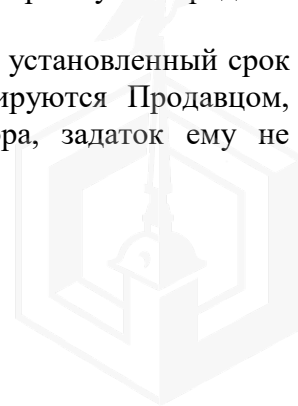 установленный срок
ируются Продавцом,
ра, задаток ему не